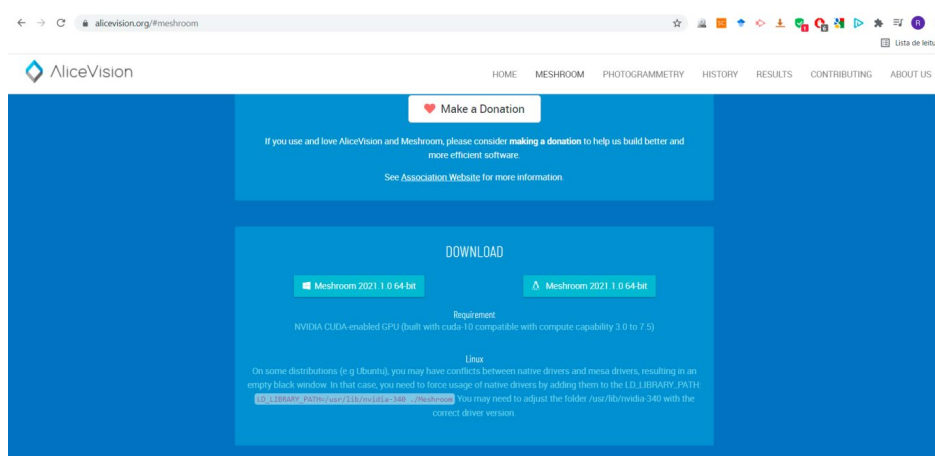 alicevision.org/#meshroom
Lista de leitu
AliceVision
HOME MESHROOM PHOTOGRAMMETRY HISTORY RESULTS CONTRIBUTING ABOUT US
Make a Donation
If you use and love AliceVision and Meshroom, please consider making a donation to help us build better and
more efficient software.
See Association Website for more information.
DOWNLOAD
Meshroom 2021.1.0 64-bit
Meshroom 2021.1.0 64-bit
Requirement
NVIDIA CUDA-enabled GPU (built with cuda-10 compatible with compute capability 3.0 to 7.5)
Linux
On some distributions (e.g Ubuntu), you may have conflicts between native drivers and mesa drivers, resulting in an
empty black window. In that case, you need to force usage of native drivers by adding them to the LD_LIBRARY_PATH:
LD_LIBRARY_PATH=/usr/lib/nvidia-340 ./Meshroom You may need to adjust the folder /usr/lib/nvidia-340 with the
correct driver version.